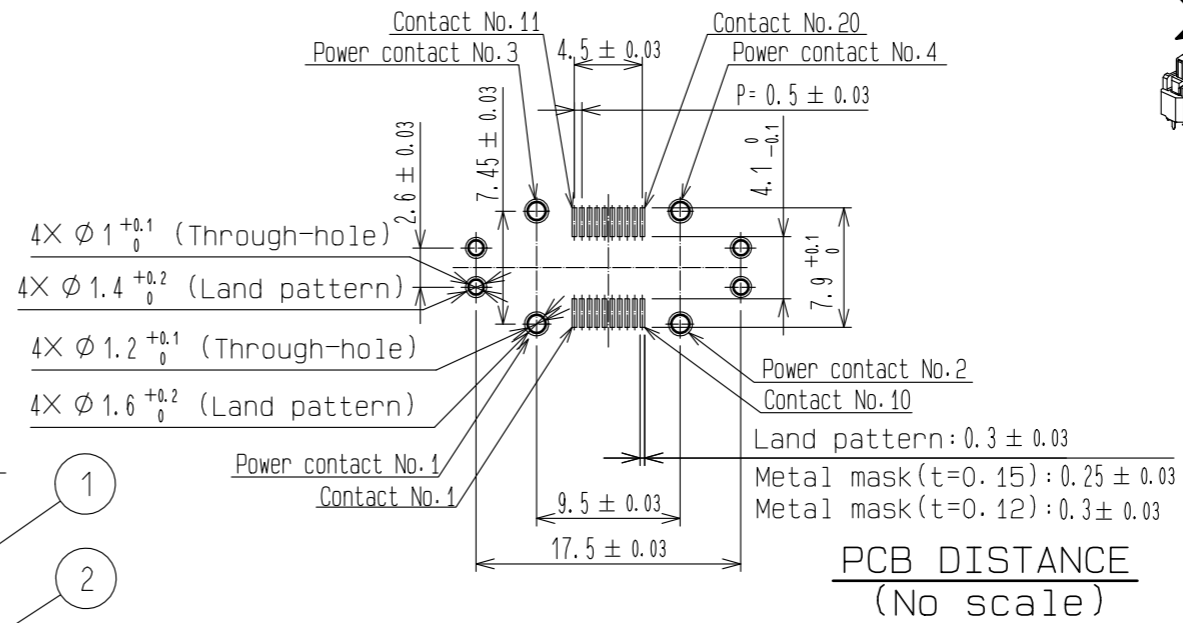 Contact No.11
Contact No.20
Power contact No.3
4.5 ± 0.03
Power contact No.4
P= 0.5 ± 0.03
2.6 ± 0.03
7.45 ± 0.03
4.1 0 -0.1
7.9 +0.1 0
4X Ø 1 +0.1 0 (Through-hole)
4X Ø 1.4 +0.2 0 (Land pattern)
4X Ø 1.2 +0.1 0 (Through-hole)
4X Ø 1.6 +0.2 0 (Land pattern)
Power contact No.2
Contact No.10
Power contact No.1
Contact No.1
Land pattern: 0.3 ± 0.03
Metal mask(t=0.15): 0.25 ± 0.03
Metal mask(t=0.12): 0.3± 0.03
9.5 ± 0.03
17.5 ± 0.03
1
2
PCB DISTANCE
(No scale)